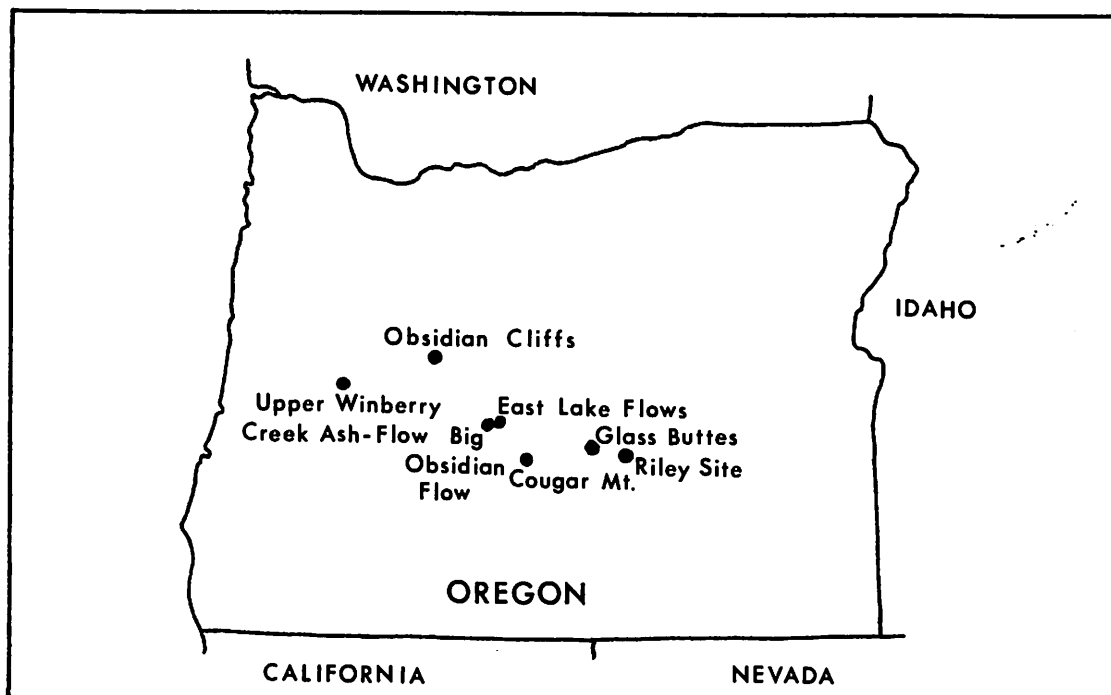 WASHINGTON
IDAHO
Obsidian Cliffs
Upper Winberry
Creek Ash-Flow
East Lake Flows
Big
Obsidian
Flow
Glass Buttes
Cougar Mt.
Riley Site
OREGON
CALIFORNIA
NEVADA